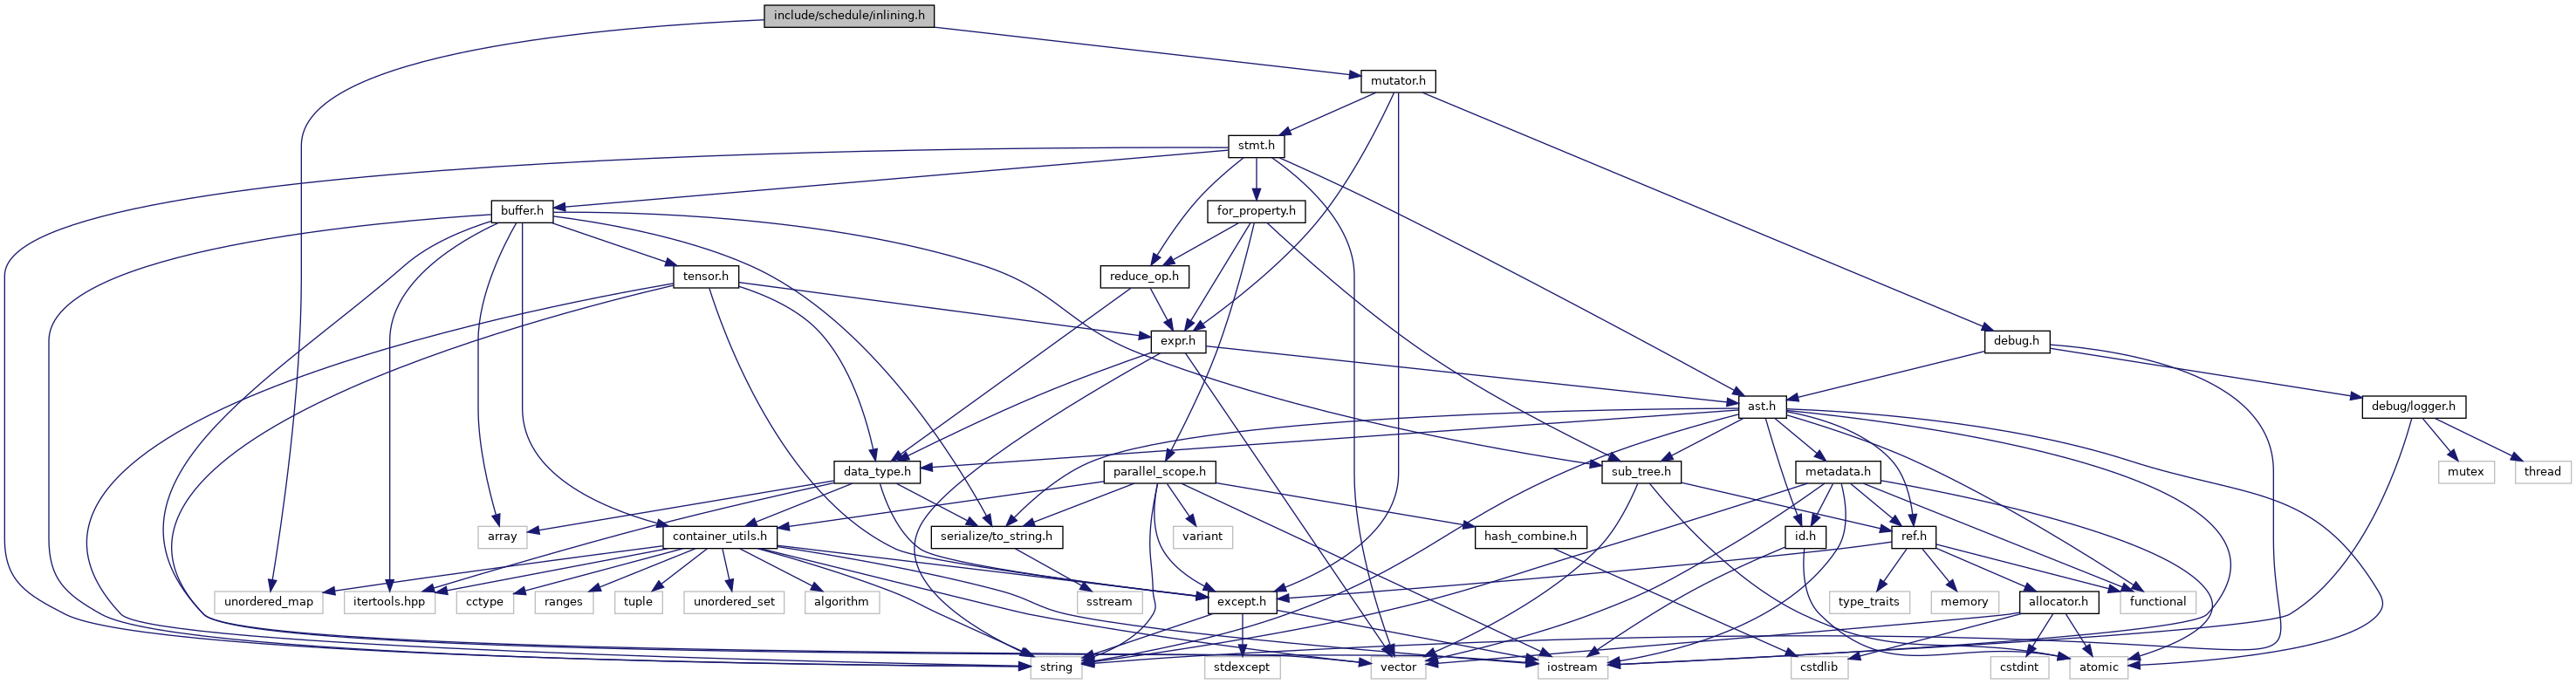 include/schedule/inlining.h
mutator.h
stmt.h
buffer.h
for_property.h
tensor.h
reduce_op.h
expr.h
debug.h
ast.h
debug/logger.h
data_type.h
parallel_scope.h
sub_tree.h
metadata.h
mutex
thread
array
container_utils.h
serialize/to_string.h
variant
hash_combine.h
id.h
ref.h
unordered_map
itertools.hpp
cctype
ranges
tuple
unordered_set
algorithm
sstream
except.h
type_traits
memory
allocator.h
functional
string
stdexcept
vector
iostream
cstdlib
cstdint
atomic